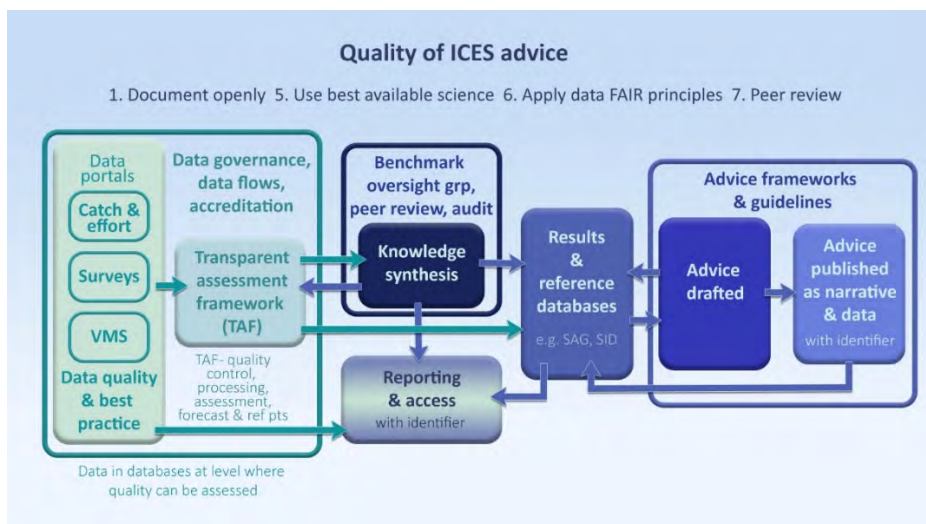 Quality of ICES advice
1. Document openly 5. Use best available science 6. Apply data FAIR principles 7. Peer review
Data
portals
Catch &
effort
Surveys
VMS
Data quality
& best
practice
Data governance,
data flows,
accreditation
Transparent
assessment
framework
(TAF)
TAF- quality
control,
processing,
assessment,
forecast & ref pts
Data in databases at level where
quality can be assessed
Benchmark
oversight grp,
peer review, audit
Knowledge
synthesis
Reporting
& access
with identifier
Results
&
reference
databases
e.g. SAG, SID
Advice frameworks
& guidelines
Advice
drafted
Advice
published
as narrative
& data
with identifier